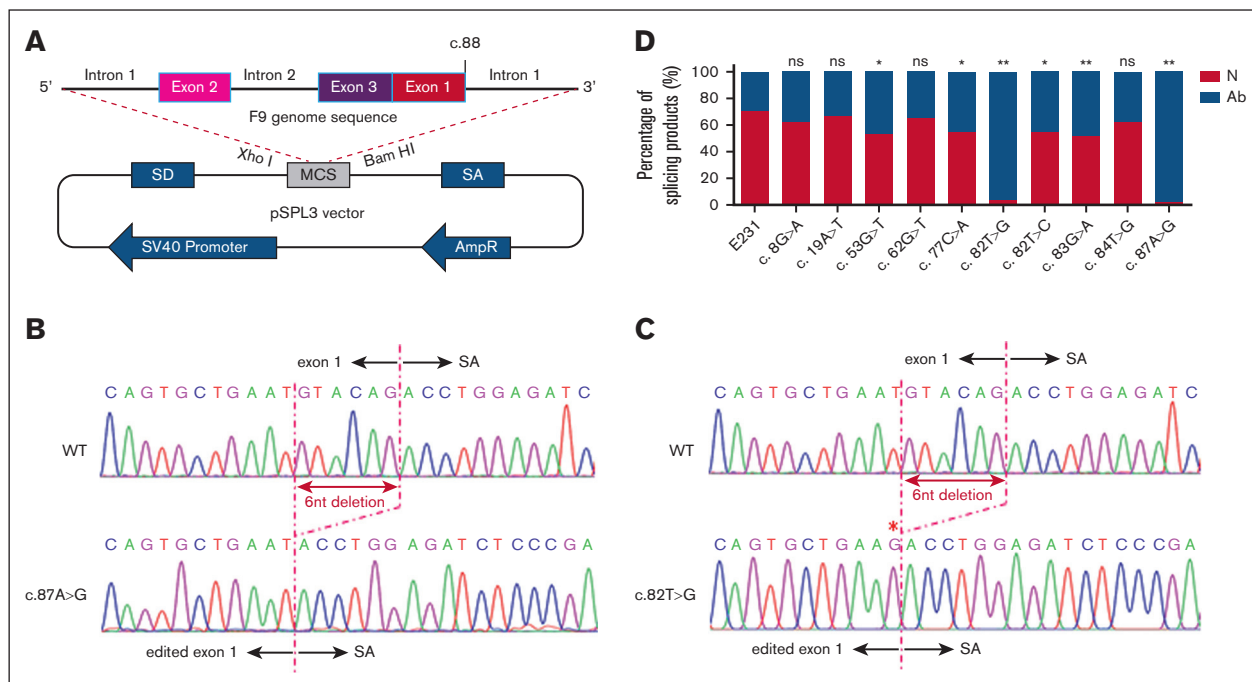 A
c.88
5'
Intron 1
Exon 2
Intron 2
Exon 3
Exon 1
Intron 1
3'
F9 genome sequence
Xho I
Bam HI
SD
MCS
SA
pSPL3 vector
SV40 Promoter
AmpR
D
Percentage of
splicing products (%)
100
80
60
40
20
0
ns
ns
*
ns
*
**
*
**
ns
**
N
Ab
E231
c. 8G>A
c. 19A>T
c. 53G>T
c. 62G>T
c. 77C>A
c. 82T>G
c. 82T>C
c. 83G>A
c. 84T>G
c. 87A>G
B
exon 1
SA
CAGTGCTGAATGTACAGACCTGGAGATC
WT
6nt deletion
CAGTGCTGAATACCTGGAGATCTCCCGA
c.87A>G
edited exon 1
SA
C
exon 1
SA
CAGTGCTGAATGTACAGACCTGGAGATC
WT
6nt deletion
*
CAGTGCTGAAGACCTGGAGATCTCCCGA
c.82T>G
edited exon 1
SA